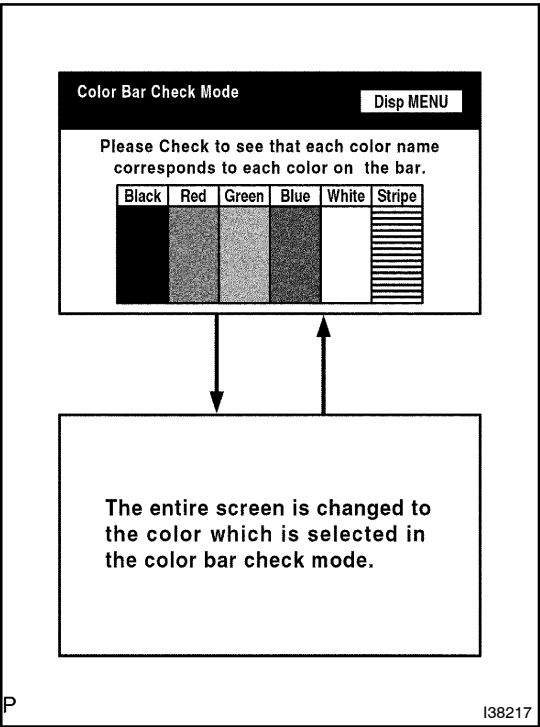 Color Bar Check Mode
Disp MENU
Please Check to see that each color name
corresponds to each color on the bar.
Black Red Green Blue White Stripe
The entire screen is changed to
the color which is selected in
the color bar check mode.
P
I38217